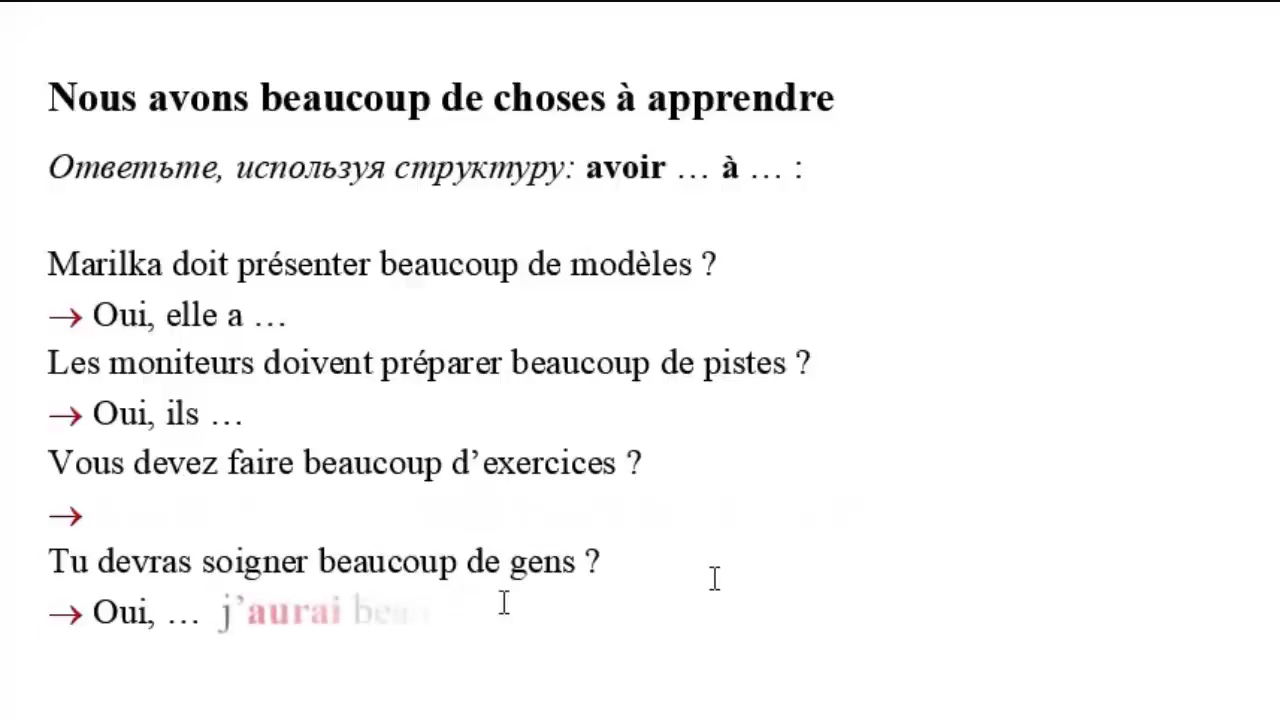 Nous avons beaucoup de choses à apprendre
Ответьте, используя структуру: avoir … à … :
Marilka doit présenter beaucoup de modèles ?
→ Oui, elle a …
Les moniteurs doivent préparer beaucoup de pistes ?
→ Oui, ils …
Vous devez faire beaucoup d’exercices ?
→
Tu devras soigner beaucoup de gens ?
→ Oui, … j’aurai